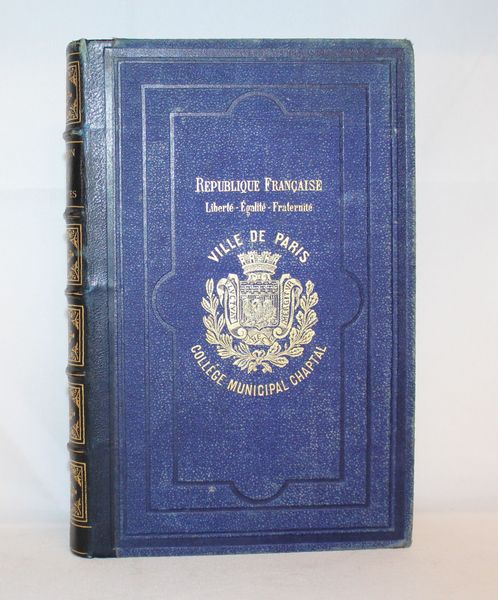 REPUBLIQUE FRANÇAISE
Liberté - Égalité - Fraternité
VILLE DE PARIS
COLLÈGE MUNICIPAL CHAPTAL